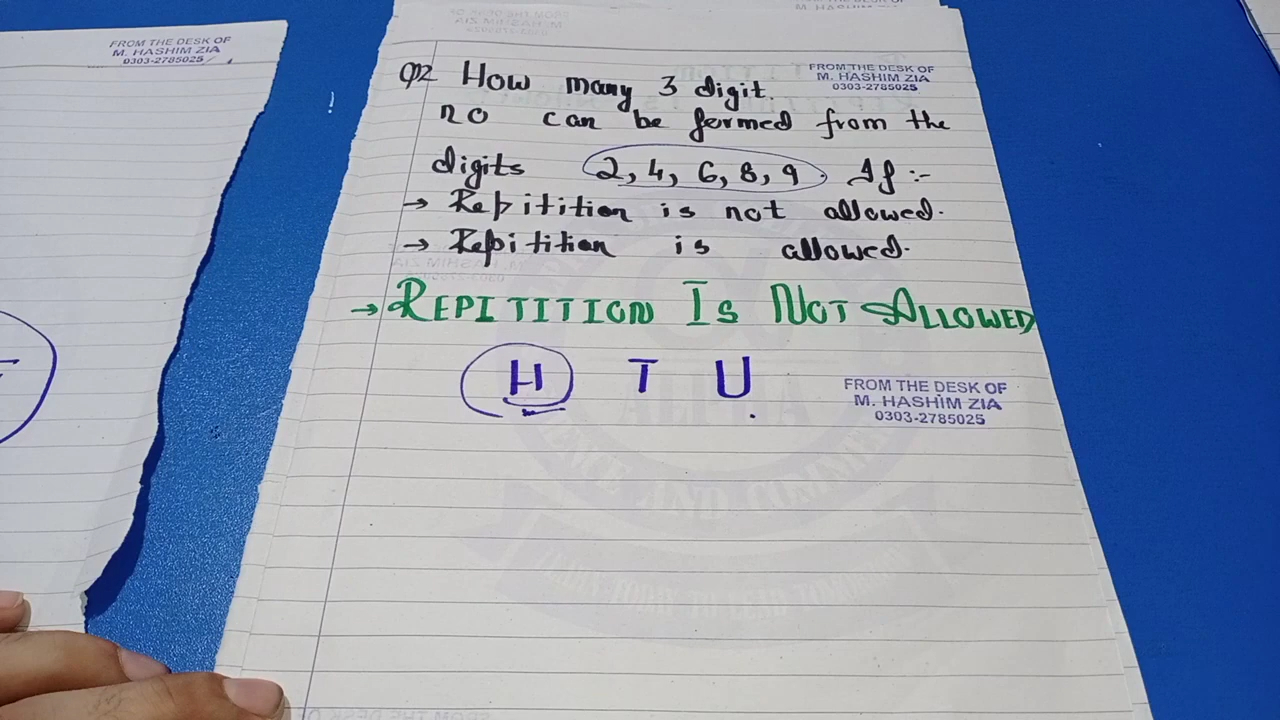 FROM THE DESK OF
M. HASHIM ZIA
0303-2785025
FROM THE DESK OF
M. HASHIM ZIA
0303-2785025
Q2 How many 3 digit.
no can be formed from the
digits 2, 4, 6, 8, 9. If :-
→ Repitition is not allowed.
→ Repitition is allowed.
→ REPITITION IS NOT ALLOWED
H T U
FROM THE DESK OF
M. HASHIM ZIA
0303-2785025